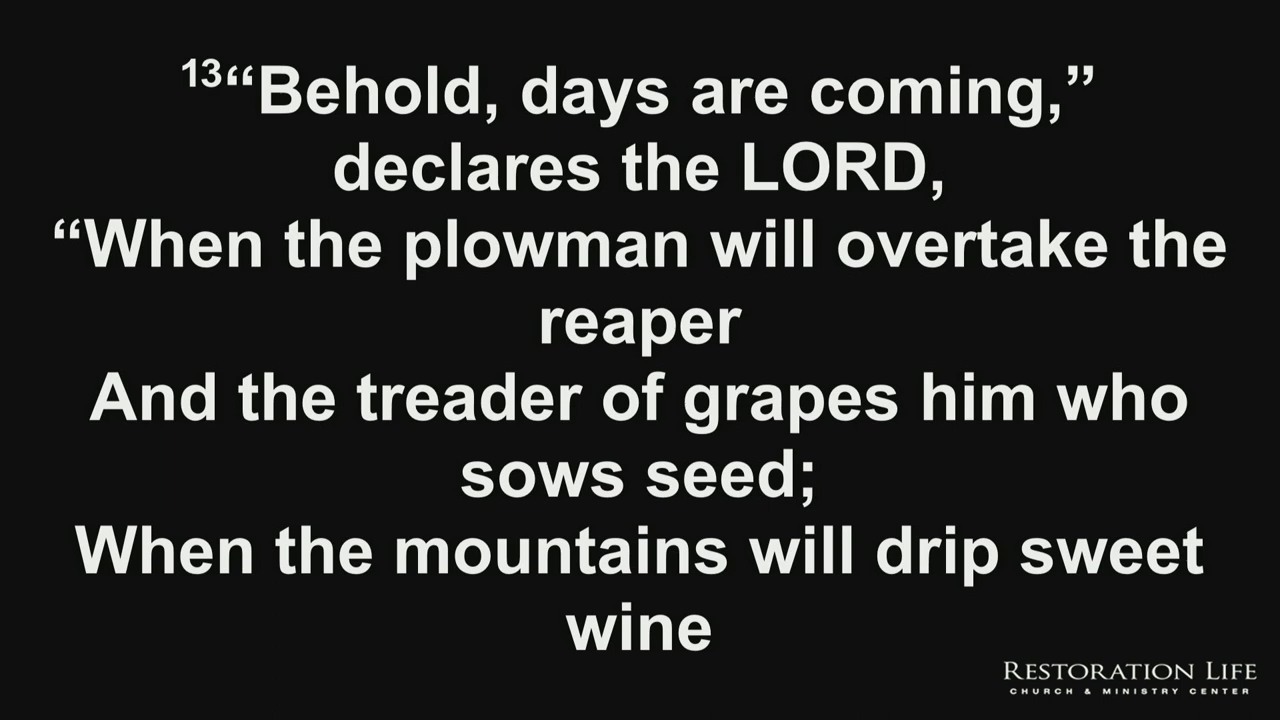 ¹³“Behold, days are coming,”
declares the LORD,
“When the plowman will overtake the
reaper
And the treader of grapes him who
sows seed;
When the mountains will drip sweet
wine
RESTORATION LIFE
CHURCH & MINISTRY CENTER